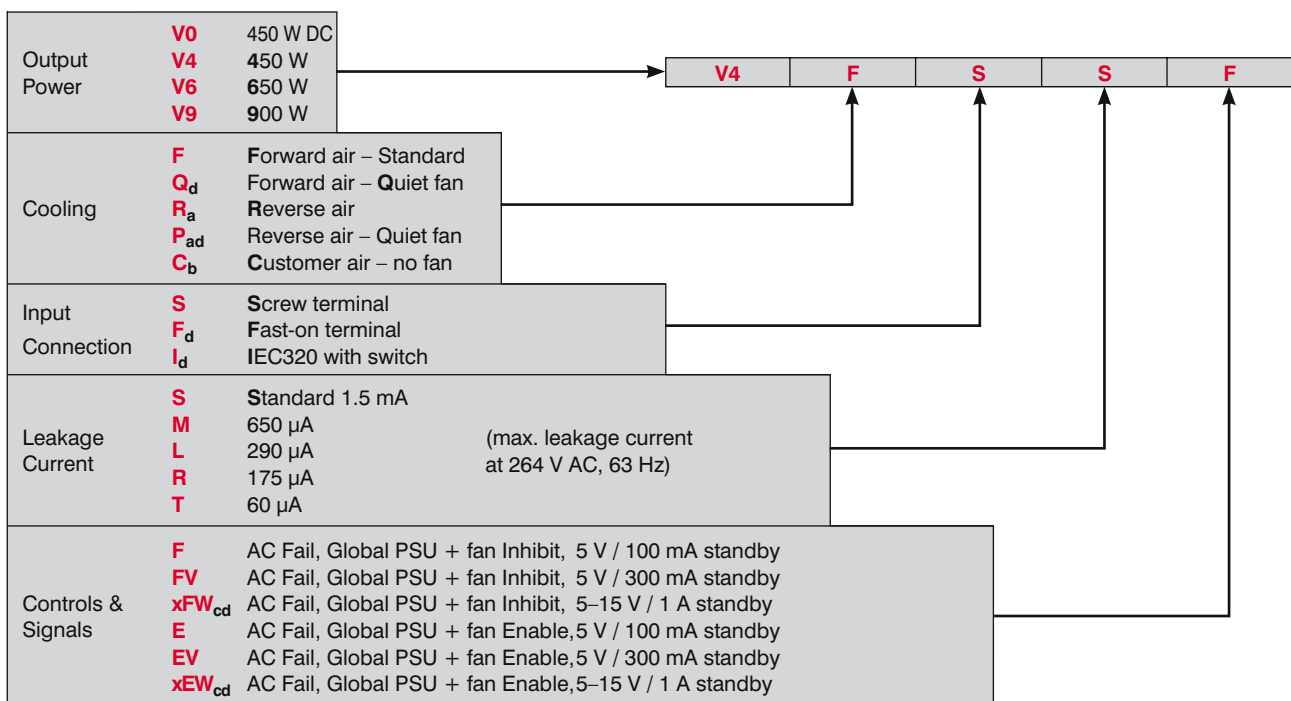 Output Power
V0 450 W DC
V4 450 W
V6 650 W
V9 900 W
V4 F S S F
Cooling
F Forward air – Standard
Qd Forward air – Quiet fan
Ra Reverse air
Pad Reverse air – Quiet fan
Cb Customer air – no fan
Input Connection
S Screw terminal
Fd Fast-on terminal
Id IEC320 with switch
Leakage Current
S Standard 1.5 mA
M 650 µA
L 290 µA
R 175 µA
T 60 µA
(max. leakage current
at 264 V AC, 63 Hz)
Controls & Signals
F AC Fail, Global PSU + fan Inhibit, 5 V / 100 mA standby
FV AC Fail, Global PSU + fan Inhibit, 5 V / 300 mA standby
xFWcd AC Fail, Global PSU + fan Inhibit, 5–15 V / 1 A standby
E AC Fail, Global PSU + fan Enable, 5 V / 100 mA standby
EV AC Fail, Global PSU + fan Enable, 5 V / 300 mA standby
xEWcd AC Fail, Global PSU + fan Enable, 5–15 V / 1 A standby